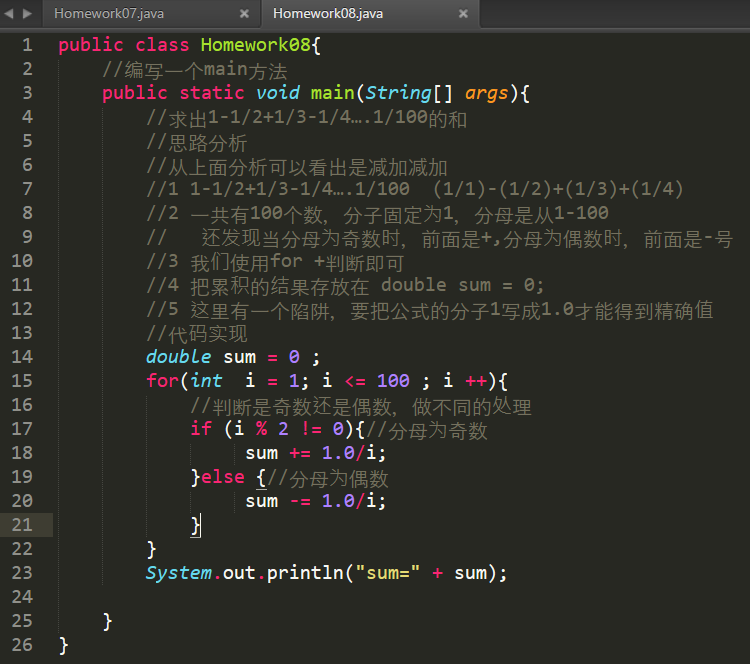 Homework07.java × Homework08.java ×
1 public class Homework08{
2 //编写一个main方法
3 public static void main(String[] args){
4 //求出1-1/2+1/3-1/4….1/100的和
5 //思路分析
6 //从上面分析可以看出是减加减加
7 //1 1-1/2+1/3-1/4….1/100  (1/1)-(1/2)+(1/3)+(1/4)
8 //2 一共有100个数，分子固定为1，分母是从1-100
9 //   还发现当分母为奇数时，前面是+,分母为偶数时，前面是-号
10 //3 我们使用for +判断即可
11 //4 把累积的结果存放在 double sum = 0;
12 //5 这里有一个陷阱，要把公式的分子1写成1.0才能得到精确值
13 //代码实现
14 double sum = 0 ;
15 for(int  i = 1; i <= 100 ; i ++){
16 //判断是奇数还是偶数，做不同的处理
17 if (i % 2 != 0){//分母为奇数
18 sum += 1.0/i;
19 }else {//分母为偶数
20 sum -= 1.0/i;
21 }
22 }
23 System.out.println("sum=" + sum);
24
25 }
26 }